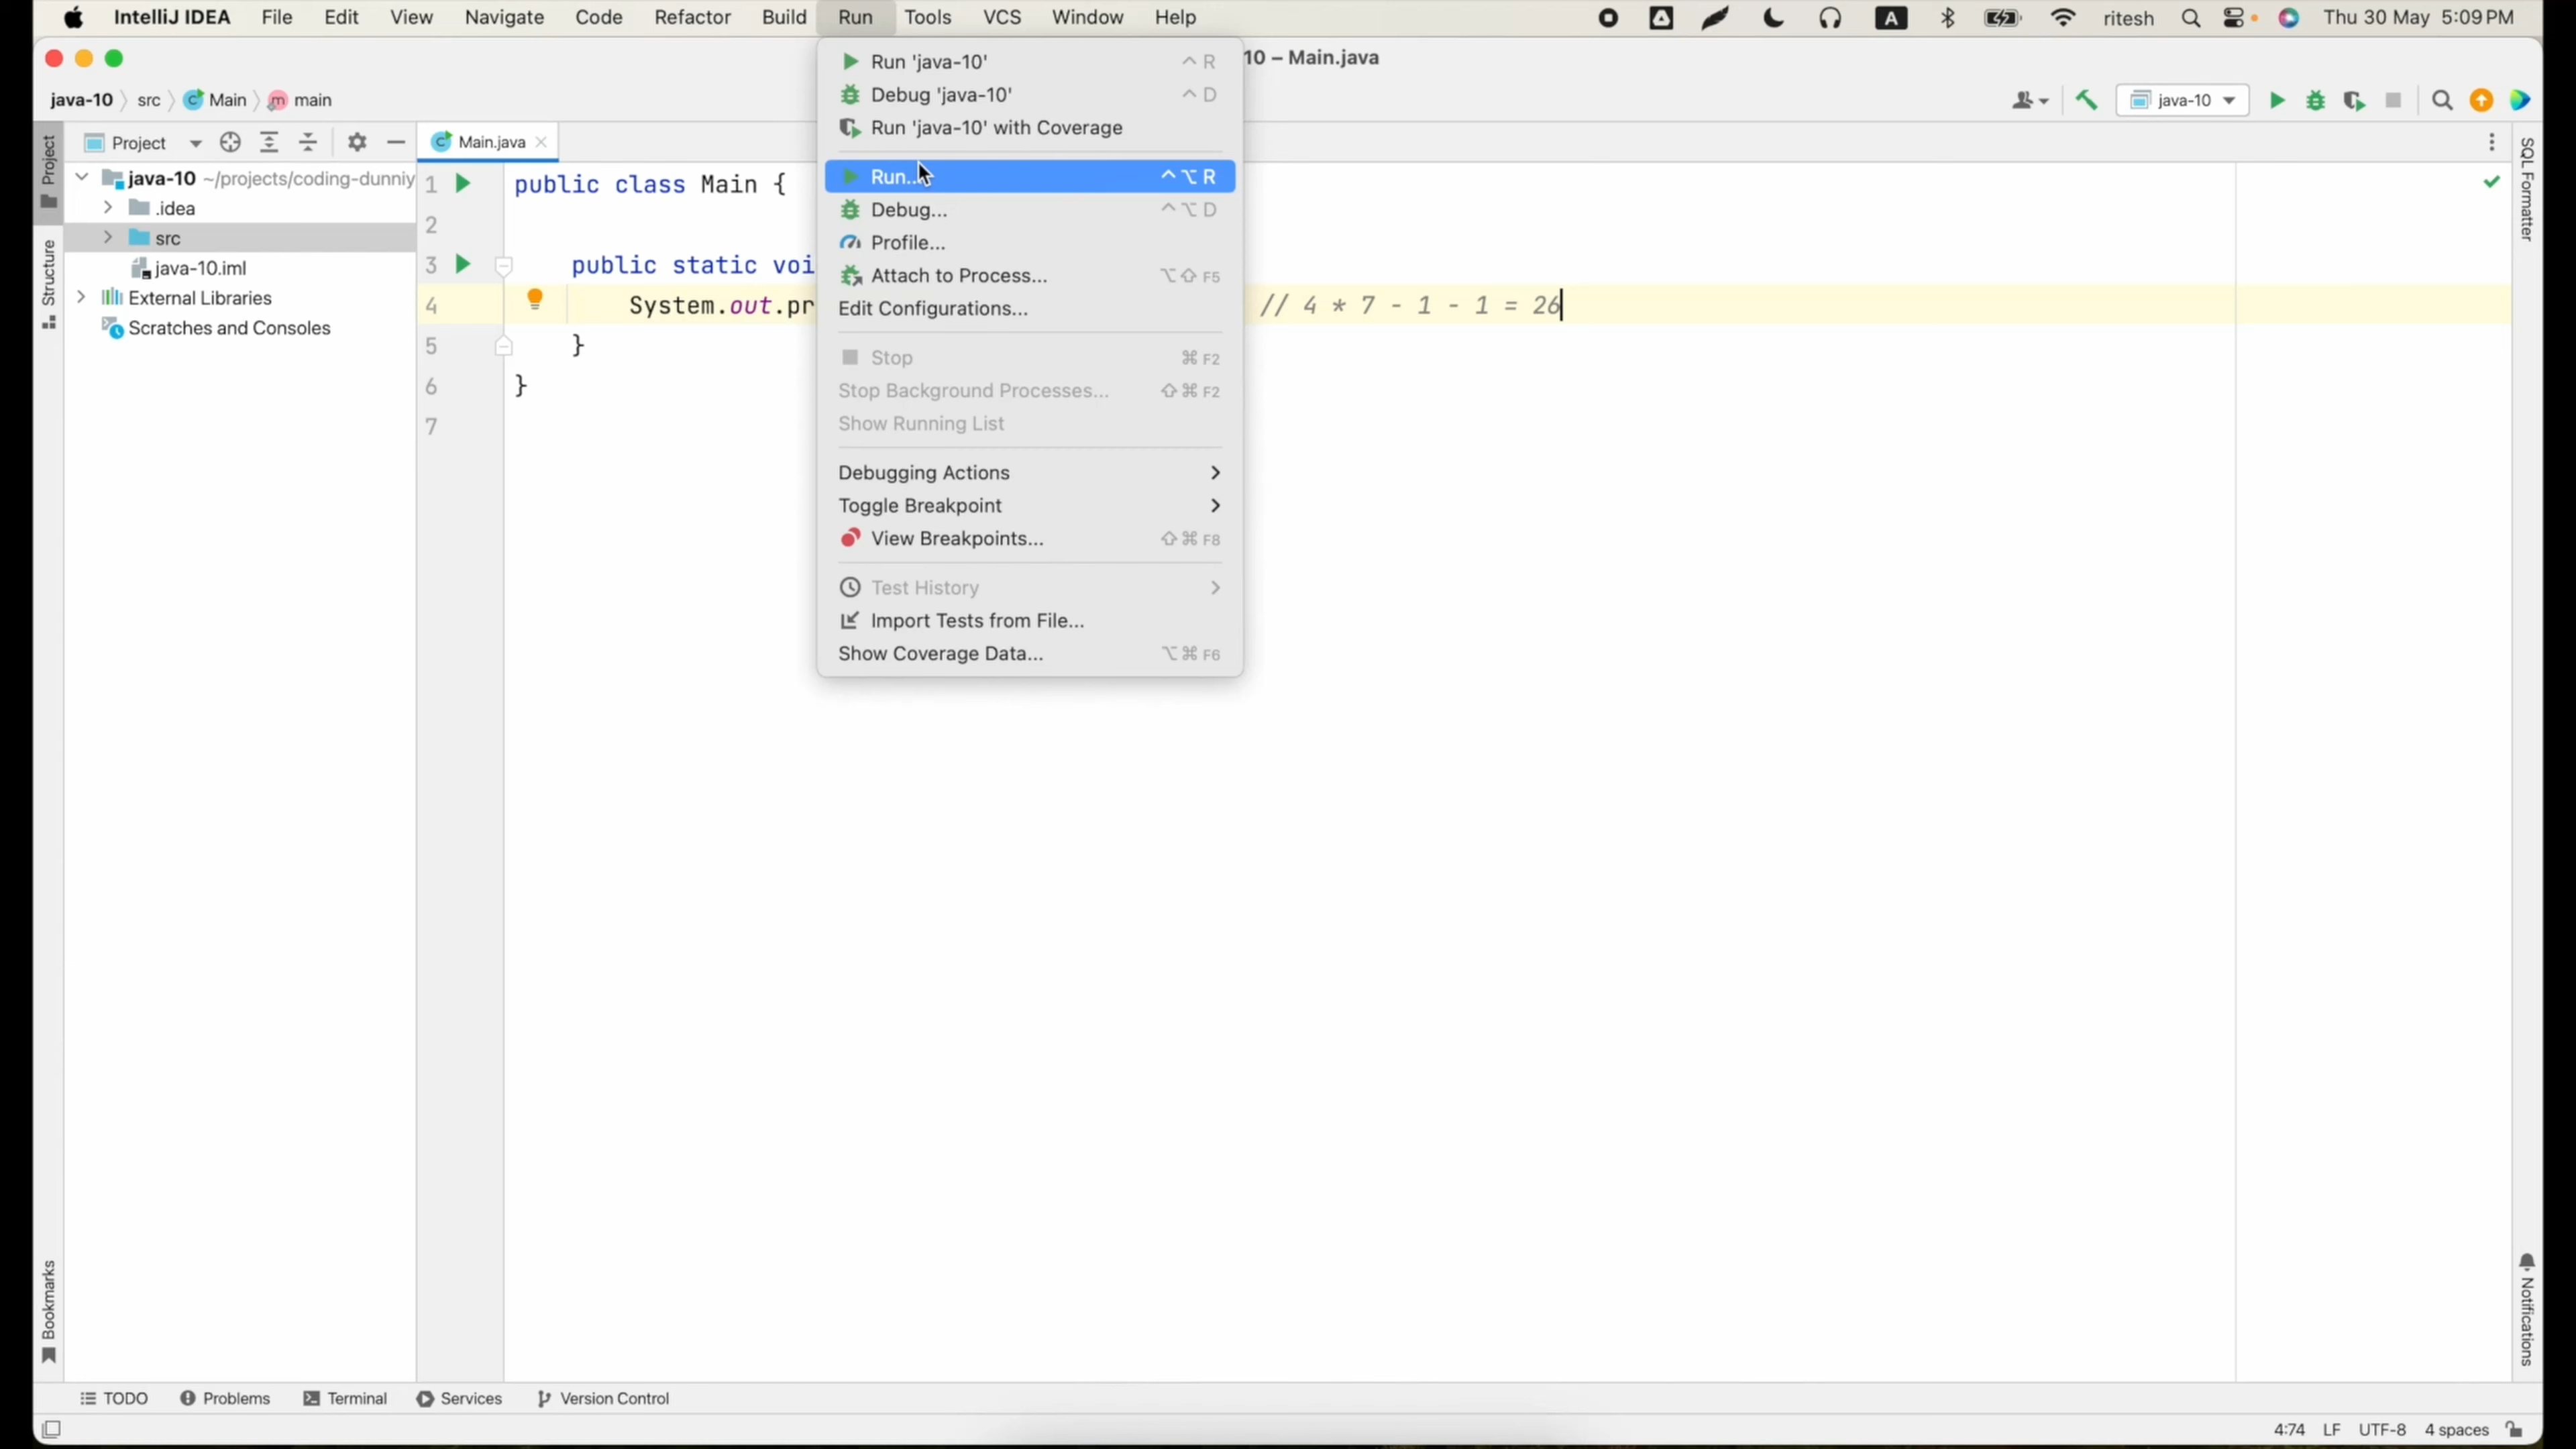 IntelliJ IDEA File Edit View Navigate Code Refactor Build Run Tools VCS Window Help A ritesh Thu 30 May 5:09 PM
10 – Main.java
java-10 src Main main java-10
Project Main.java
java-10 ~/projects/coding-dunniy
.idea
src
java-10.iml
External Libraries
Scratches and Consoles
Project
Structure
Bookmarks
1 public class Main {
2
3 public static voi
4 System.out.pr // 4 * 7 - 1 - 1 = 26
5 }
6 }
7
Run 'java-10' ⌃ R
Debug 'java-10' ⌃ D
Run 'java-10' with Coverage
Run... ⌃⌥ R
Debug... ⌃⌥ D
Profile...
Attach to Process... ⌥⇧ F5
Edit Configurations...
Stop ⌘ F2
Stop Background Processes... ⇧⌘ F2
Show Running List
Debugging Actions
Toggle Breakpoint
View Breakpoints... ⇧⌘ F8
Test History
Import Tests from File...
Show Coverage Data... ⌥⌘ F6
SQL Formatter
Notifications
TODO Problems Terminal Services Version Control
4:74 LF UTF-8 4 spaces